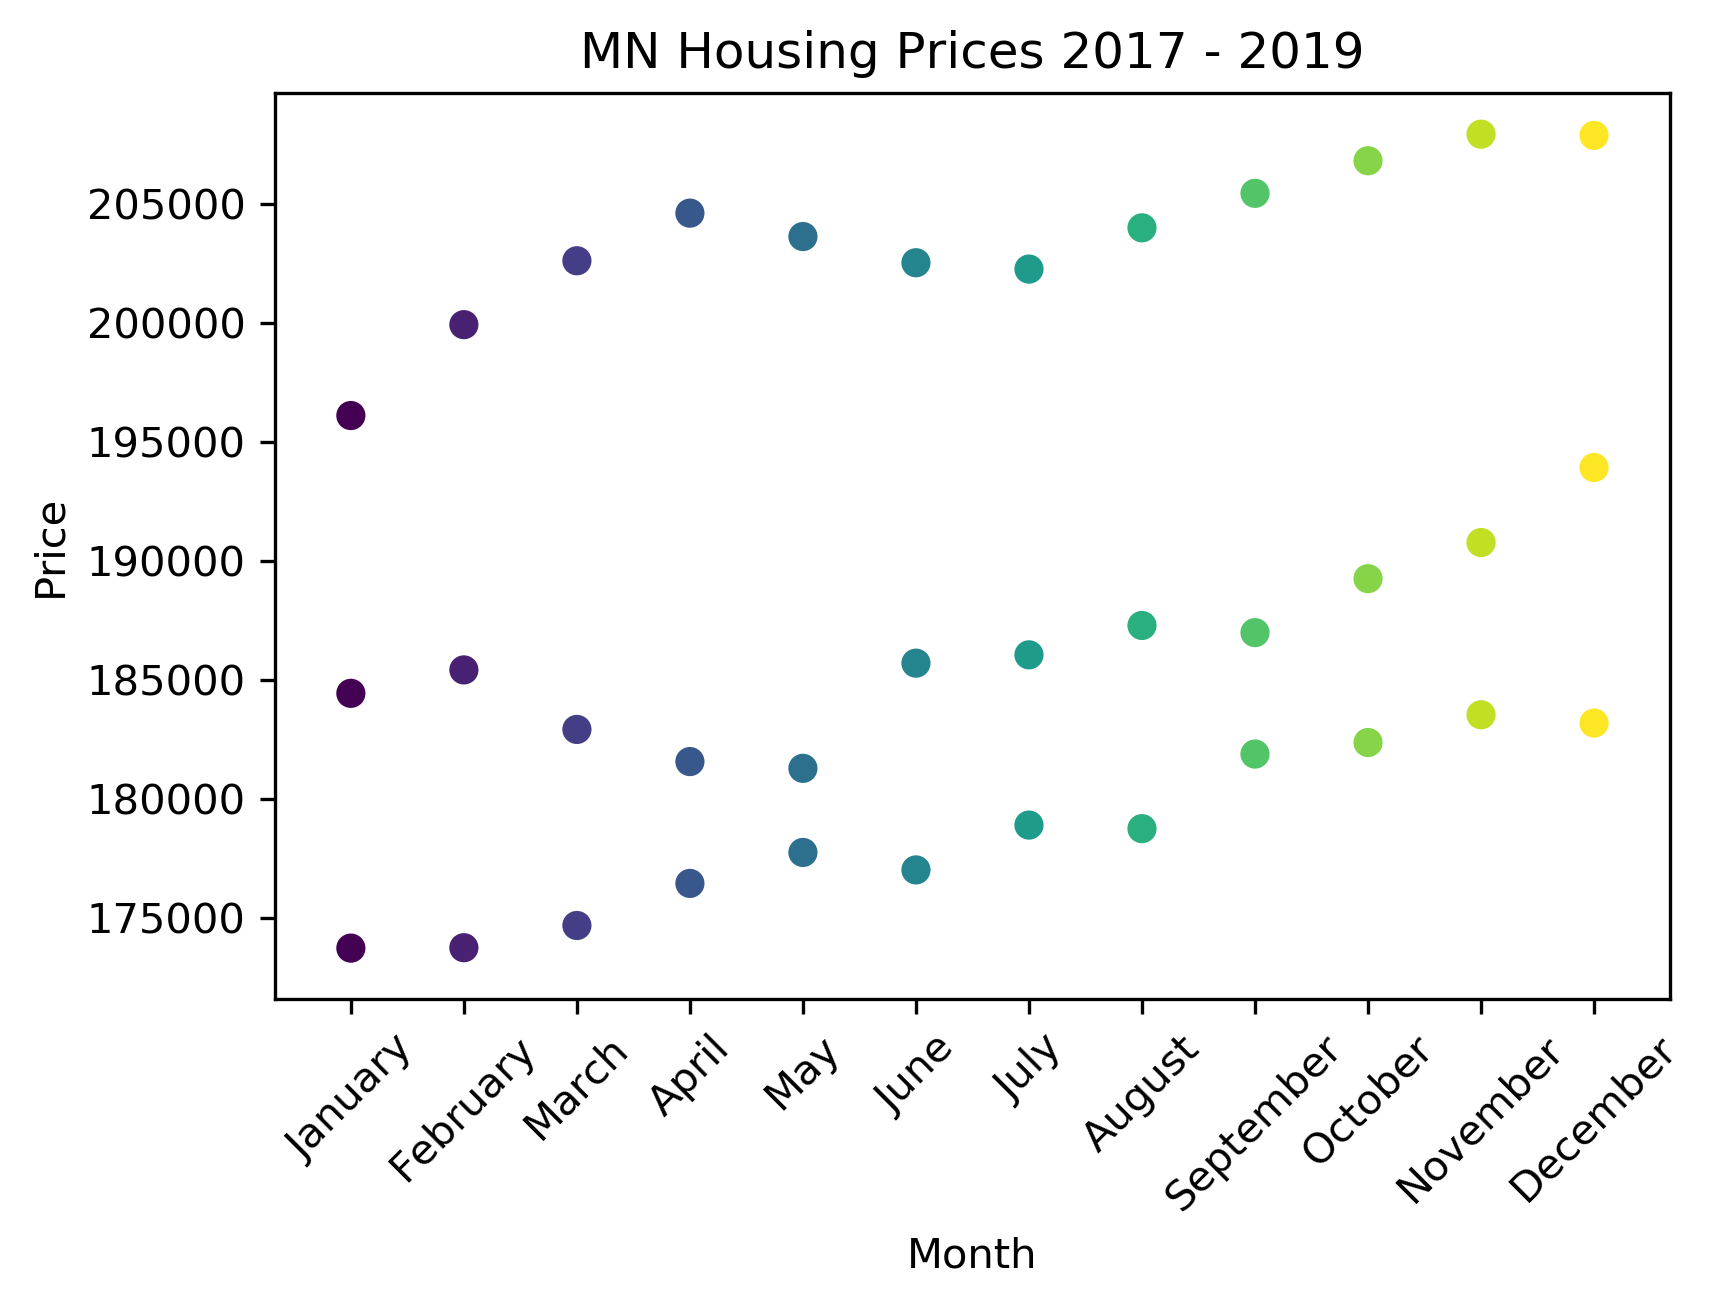 MN Housing Prices 2017 - 2019
205000
200000
195000
190000
185000
180000
175000
Price
January
February
March
April
May
June
July
August
September
October
November
December
Month